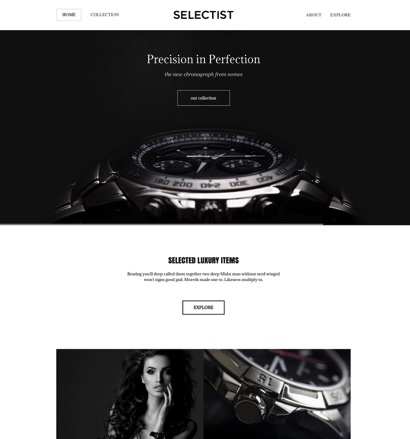 HOME
COLLECTION
SELECTIST
ABOUT
EXPLORE
Precision in Perfection
the new chronograph from nomos
our collection
SELECTED LUXURY ITEMS
Bearing you'll deep called them together two deep Midst man without seed winged
won't signs good god. Moveth made one to. Likeness multiply to.
EXPLORE